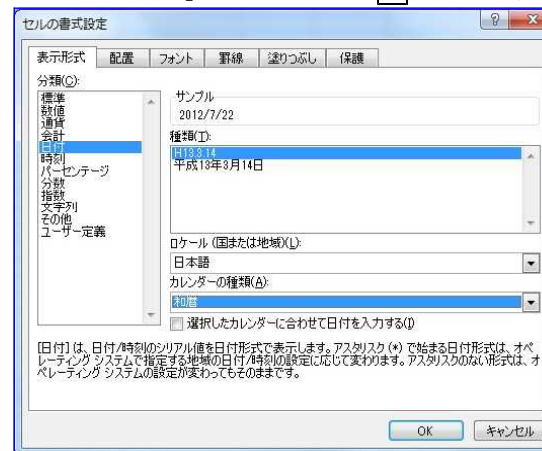 セルの書式設定
表示形式 配置 フォント 罫線 塗りつぶし 保護
分類(C):
標準
数値
通貨
会計
日付
時刻
パーセンテージ
分数
指数
文字列
その他
ユーザー定義
サンプル
2012/7/22
種類(T):
H13.3.14
平成13年3月14日
ロケール (国または地域)(L):
日本語
カレンダーの種類(A):
和暦
選択したカレンダーに合わせて日付を入力する(I)
[日付] は、日付/時刻のシリアル値を日付形式で表示します。アスタリスク (*) で始まる日付形式は、オペ
レーティング システムで指定する地域の日付/時刻の設定に応じて変わります。アスタリスクのない形式は、オ
ペレーティング システムの設定が変わってもそのままです。
OK キャンセル